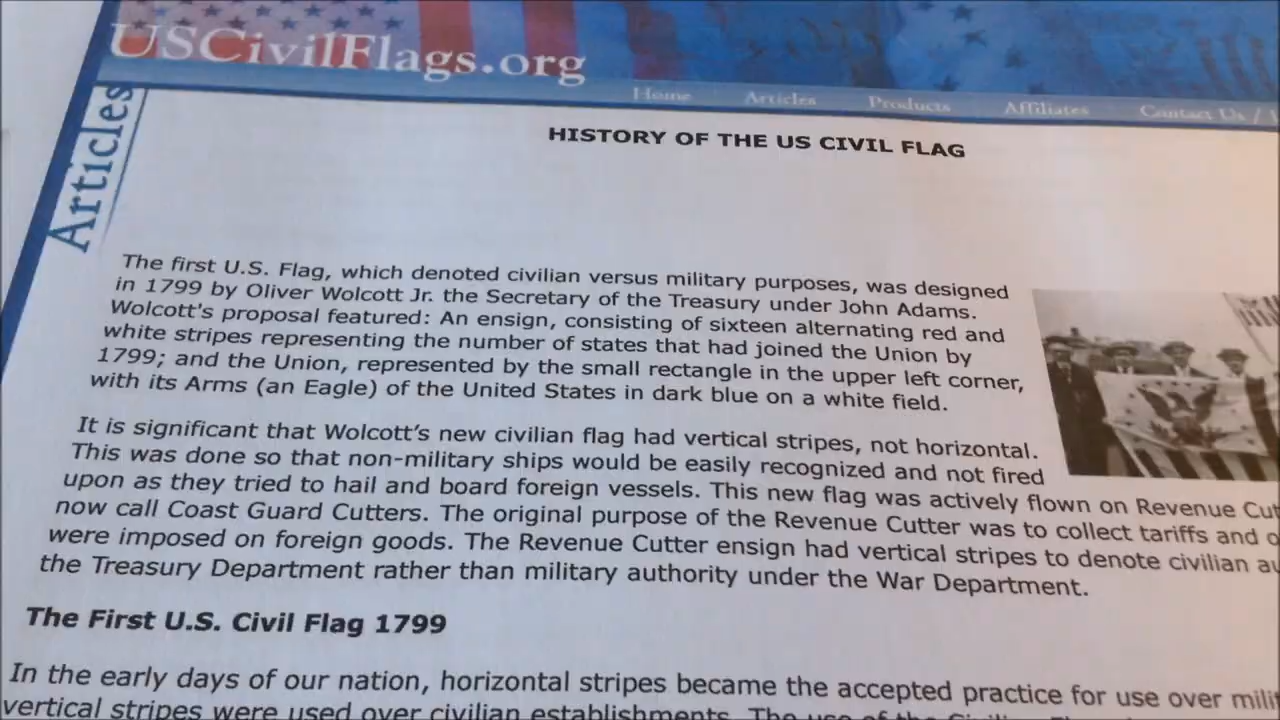 USCivilFlags.org
Home Articles Products Affiliates Contact Us /
Articles
HISTORY OF THE US CIVIL FLAG
The first U.S. Flag, which denoted civilian versus military purposes, was designed
in 1799 by Oliver Wolcott Jr. the Secretary of the Treasury under John Adams.
Wolcott's proposal featured: An ensign, consisting of sixteen alternating red and
white stripes representing the number of states that had joined the Union by
1799; and the Union, represented by the small rectangle in the upper left corner,
with its Arms (an Eagle) of the United States in dark blue on a white field.
It is significant that Wolcott's new civilian flag had vertical stripes, not horizontal.
This was done so that non-military ships would be easily recognized and not fired
upon as they tried to hail and board foreign vessels. This new flag was actively flown on Revenue Cut
now call Coast Guard Cutters. The original purpose of the Revenue Cutter was to collect tariffs and o
were imposed on foreign goods. The Revenue Cutter ensign had vertical stripes to denote civilian au
the Treasury Department rather than military authority under the War Department.
The First U.S. Civil Flag 1799
In the early days of our nation, horizontal stripes became the accepted practice for use over milit
vertical stripes were used over civilian establishments. The use of the